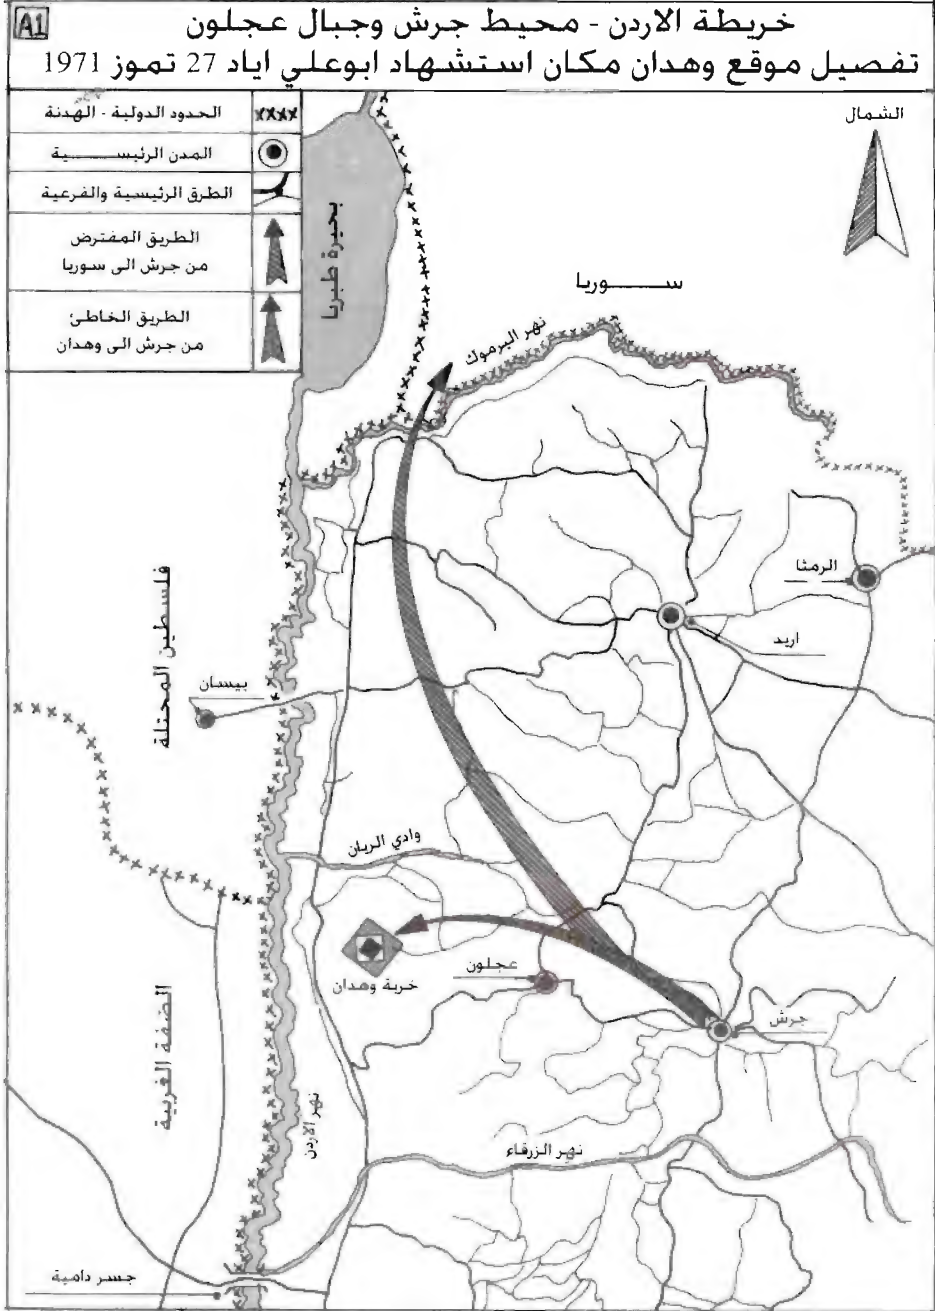 A1
خريطة الاردن - محيط جرش وجبال عجلون
تفصيل موقع وهدان مكان استشهاد ابوعلي اياد 27 تموز 1971
الحدود الدولية - الهدنة
المدن الرئيســـــــية
الطرق الرئيسية والفرعية
الطريق المفترض
من جرش الى سوريا
الطريق الخاطئ
من جرش الى وهدان
الشمال
بحيرة طبريا
ســـــــوريا
نهر اليرموك
الرمثا
اربد
فلسطين المحتلة
بيسان
وادي الريان
عجلون
خربة وهدان
جرش
الضفة الغربية
نهر الاردن
نهر الزرقاء
جسر دامية